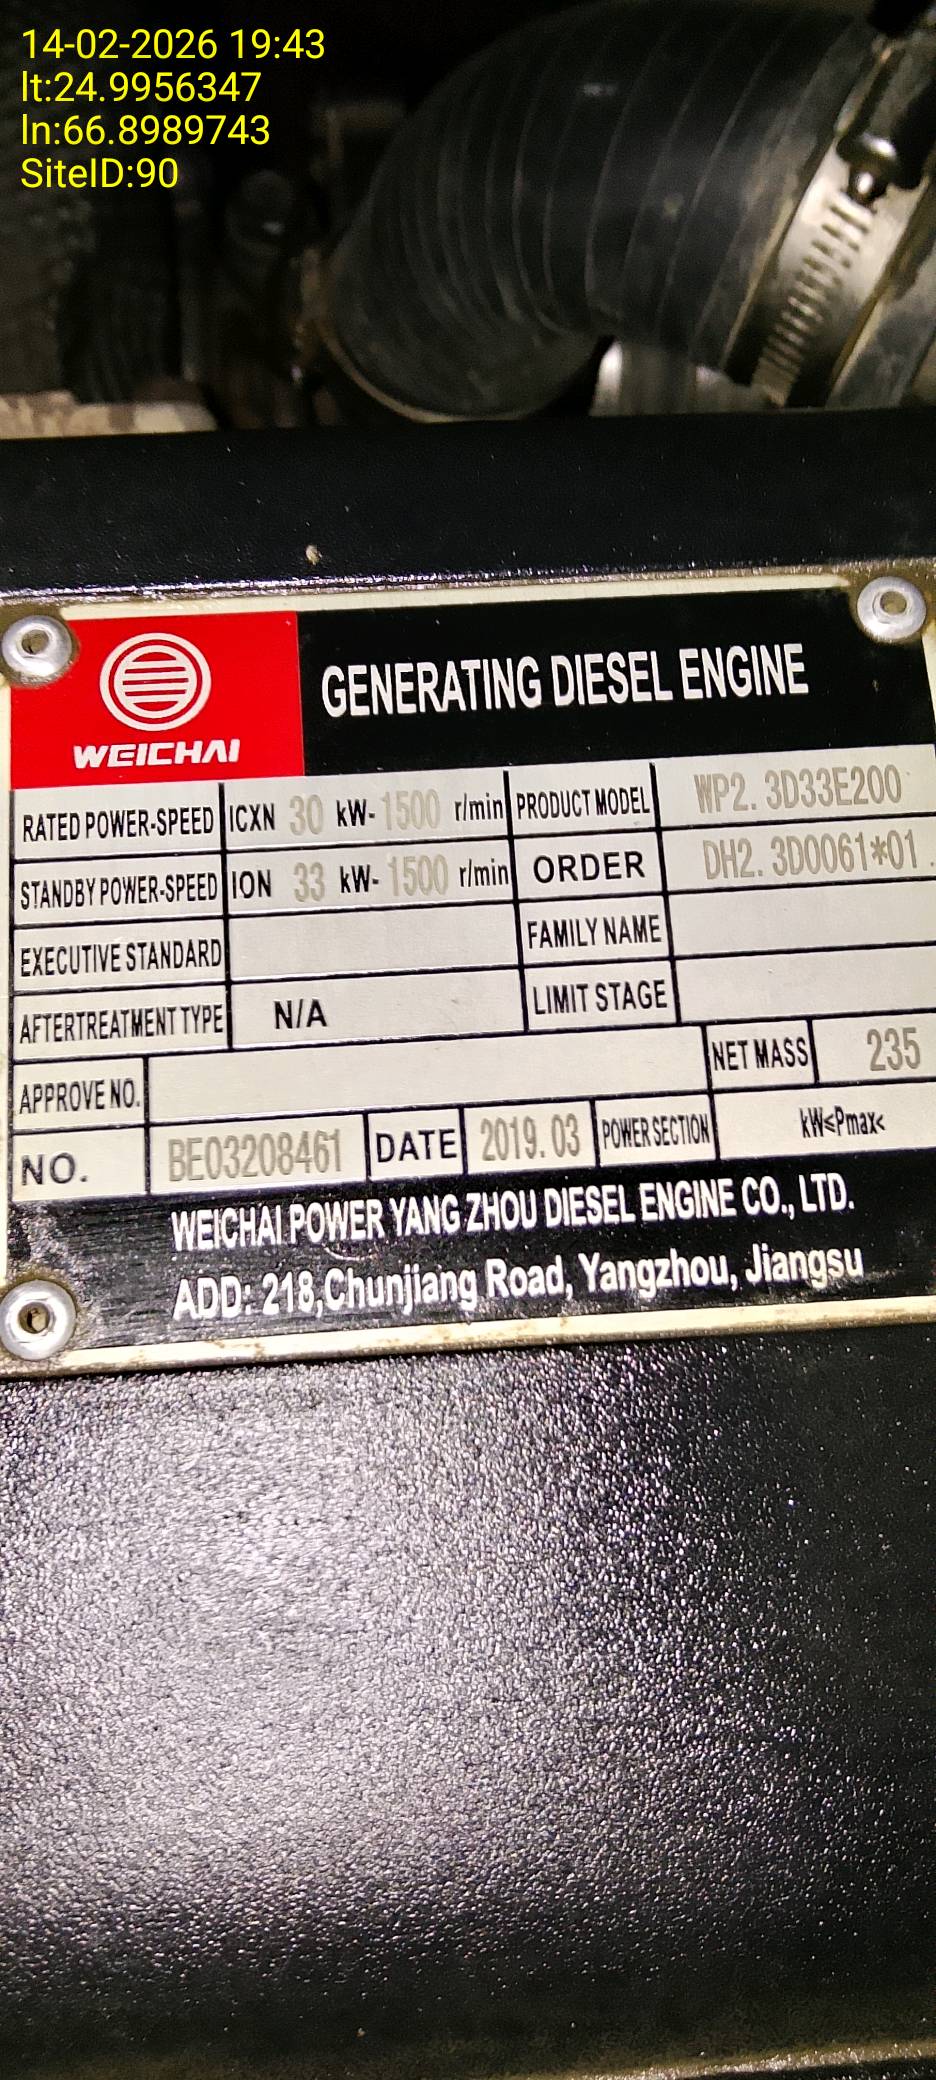 14-02-2026 19:43
lt:24.9956347
ln:66.8989743
SiteID:90
WEICHAI
GENERATING DIESEL ENGINE
RATED POWER-SPEED ICXN 30 kW- 1500 r/min PRODUCT MODEL WP2. 3D33E200
STANDBY POWER-SPEED ION 33 kW- 1500 r/min ORDER DH2. 3D0061*01
EXECUTIVE STANDARD FAMILY NAME
AFTERTREATMENT TYPE N/A LIMIT STAGE
APPROVE NO. NET MASS 235
NO. BE03208461 DATE 2019. 03 POWER SECTION kW≤Pmax<
WEICHAI POWER YANG ZHOU DIESEL ENGINE CO., LTD.
ADD: 218,Chunjiang Road, Yangzhou, Jiangsu